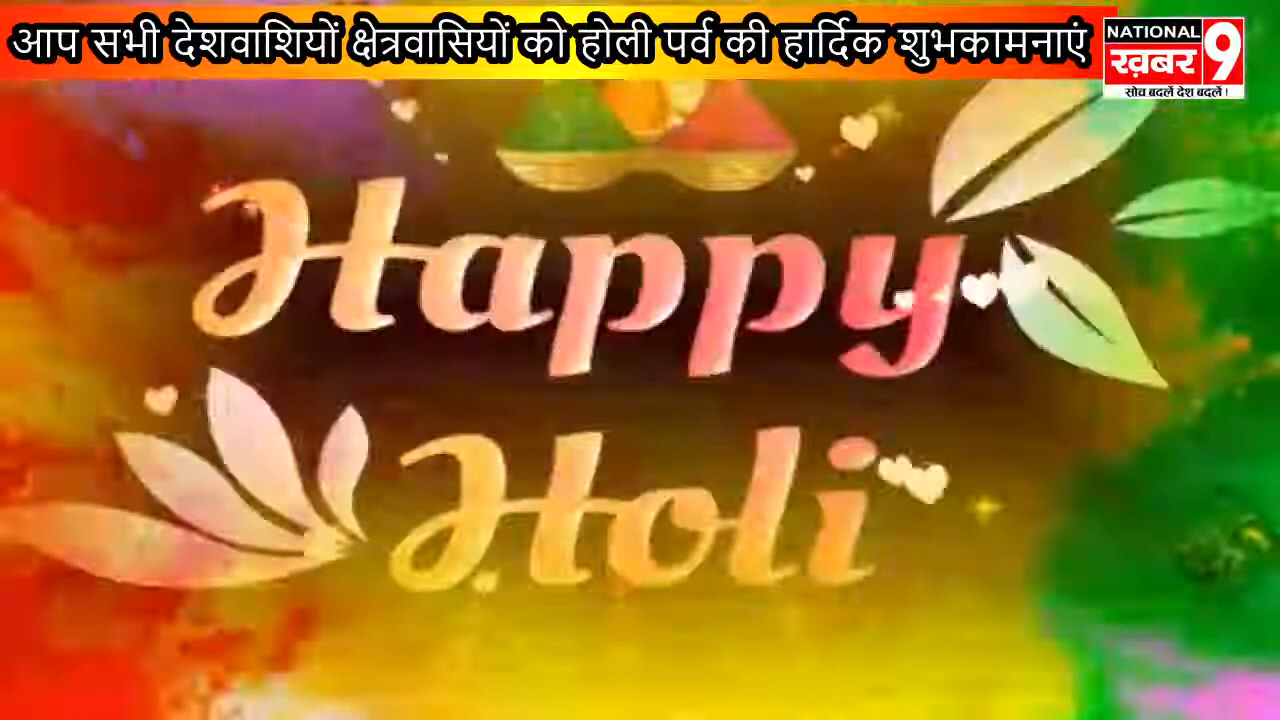 आप सभी देशवाशियों क्षेत्रवासियों को होली पर्व की हार्दिक शुभकामनाएं
NATIONAL
ख़बर 9
सोच बदलें देश बदलें !
Happy
Holi